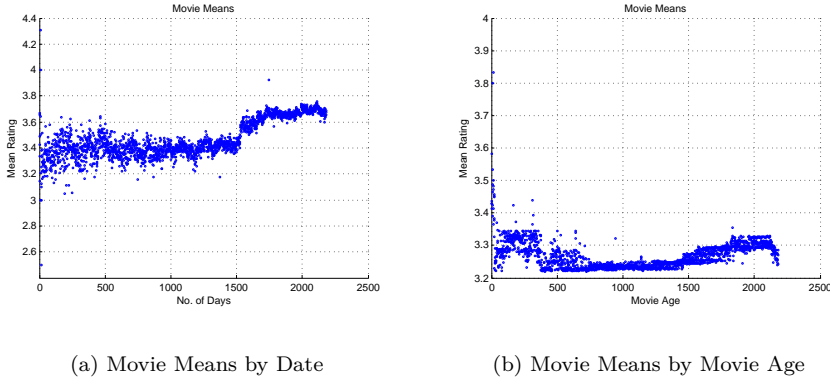 Movie Means
4.4
4.2
4
3.8
3.6
3.4
3.2
3
2.8
2.6
Mean Rating
0 500 1000 1500 2000 2500
No. of Days
(a) Movie Means by Date
Movie Means
4
3.9
3.8
3.7
3.6
3.5
3.4
3.3
3.2
Mean Rating
0 500 1000 1500 2000 2500
Movie Age
(b) Movie Means by Movie Age